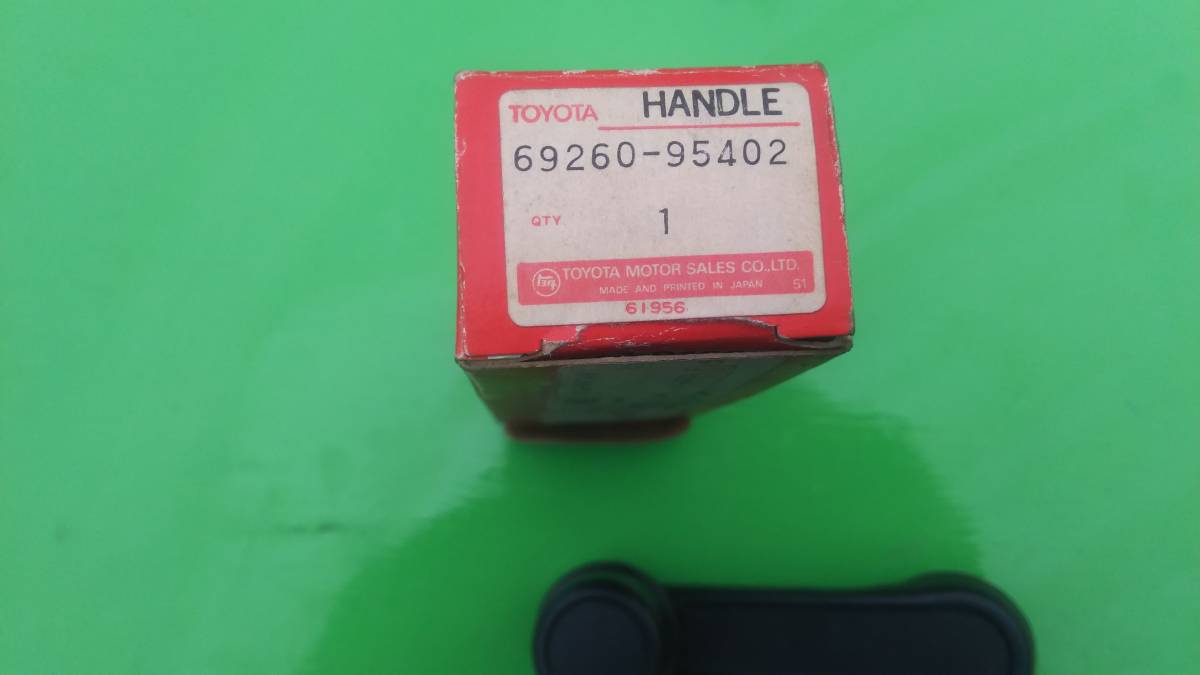 TOYOTA HANDLE
69260-95402
QTY 1
TOYOTA MOTOR SALES CO.,LTD.
MADE AND PRINTED IN JAPAN 51
61956